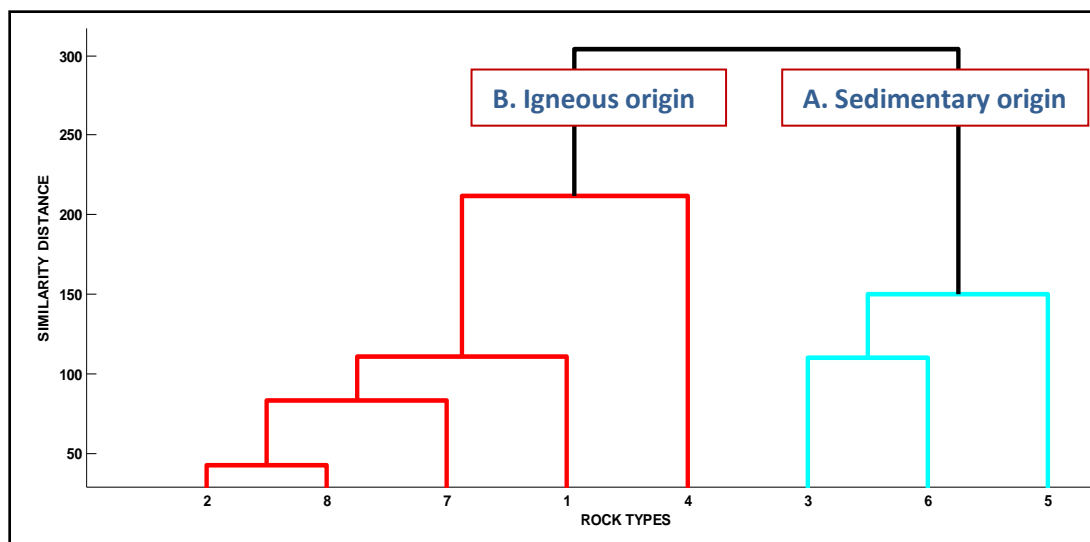 300
250
200
150
100
50
SIMILARITY DISTANCE
B. Igneous origin
A. Sedimentary origin
2 8 7 1 4 3 6 5
ROCK TYPES